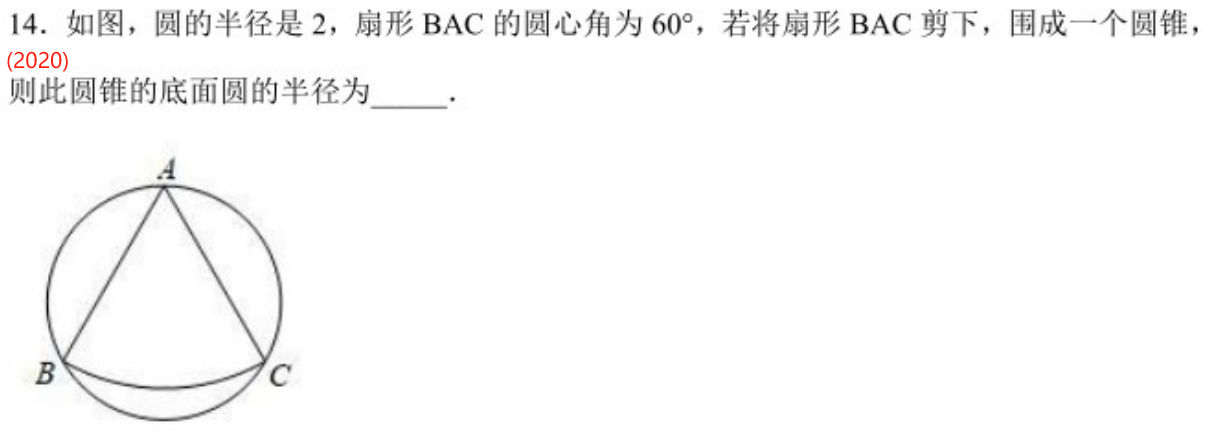 14．如图，圆的半径是 2，扇形 BAC 的圆心角为 60°，若将扇形 BAC 剪下，围成一个圆锥，
(2020)
则此圆锥的底面圆的半径为_____．
A
B
C